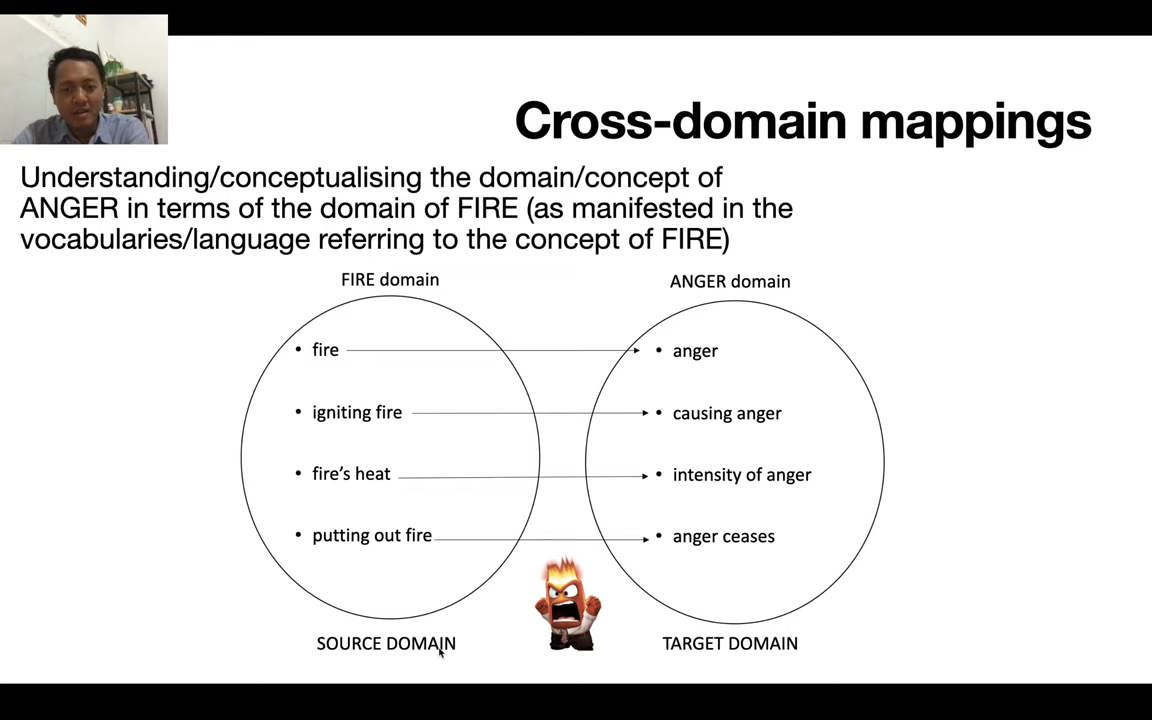 Cross-domain mappings
Understanding/conceptualising the domain/concept of
ANGER in terms of the domain of FIRE (as manifested in the
vocabularies/language referring to the concept of FIRE)
FIRE domain
• fire
• igniting fire
• fire's heat
• putting out fire
SOURCE DOMAIN
ANGER domain
• anger
• causing anger
• intensity of anger
• anger ceases
TARGET DOMAIN